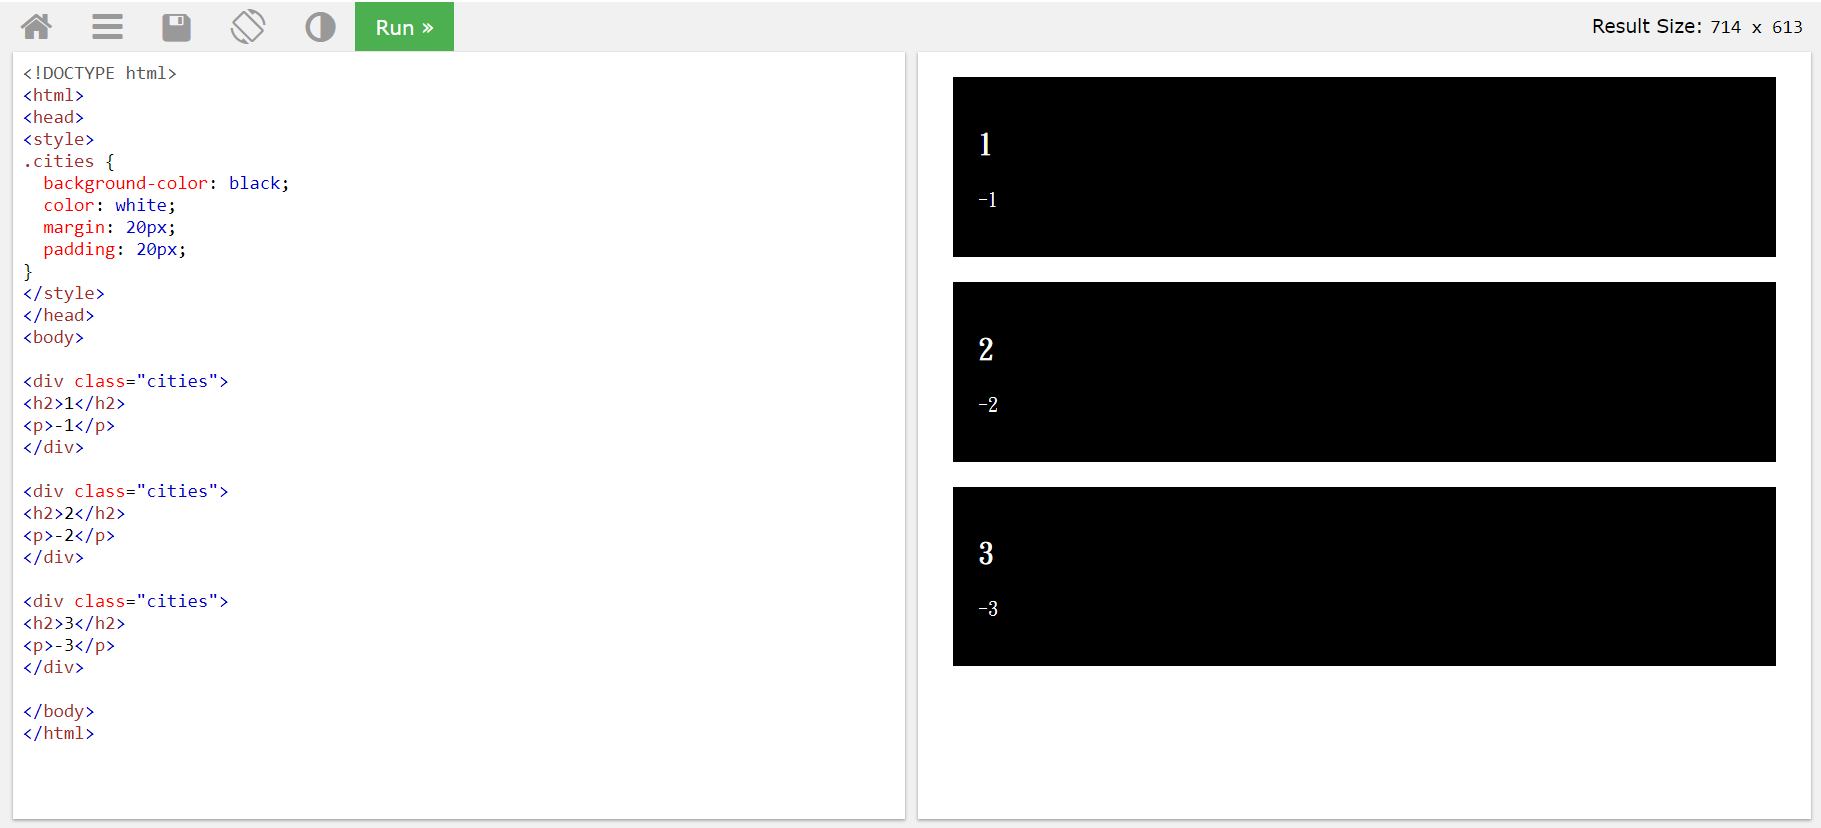 Run »
Result Size: 714 x 613
<!DOCTYPE html>
<html>
<head>
<style>
.cities {
  background-color: black;
  color: white;
  margin: 20px;
  padding: 20px;
}
</style>
</head>
<body>

<div class="cities">
<h2>1</h2>
<p>-1</p>
</div>

<div class="cities">
<h2>2</h2>
<p>-2</p>
</div>

<div class="cities">
<h2>3</h2>
<p>-3</p>
</div>

</body>
</html>
1
-1
2
-2
3
-3